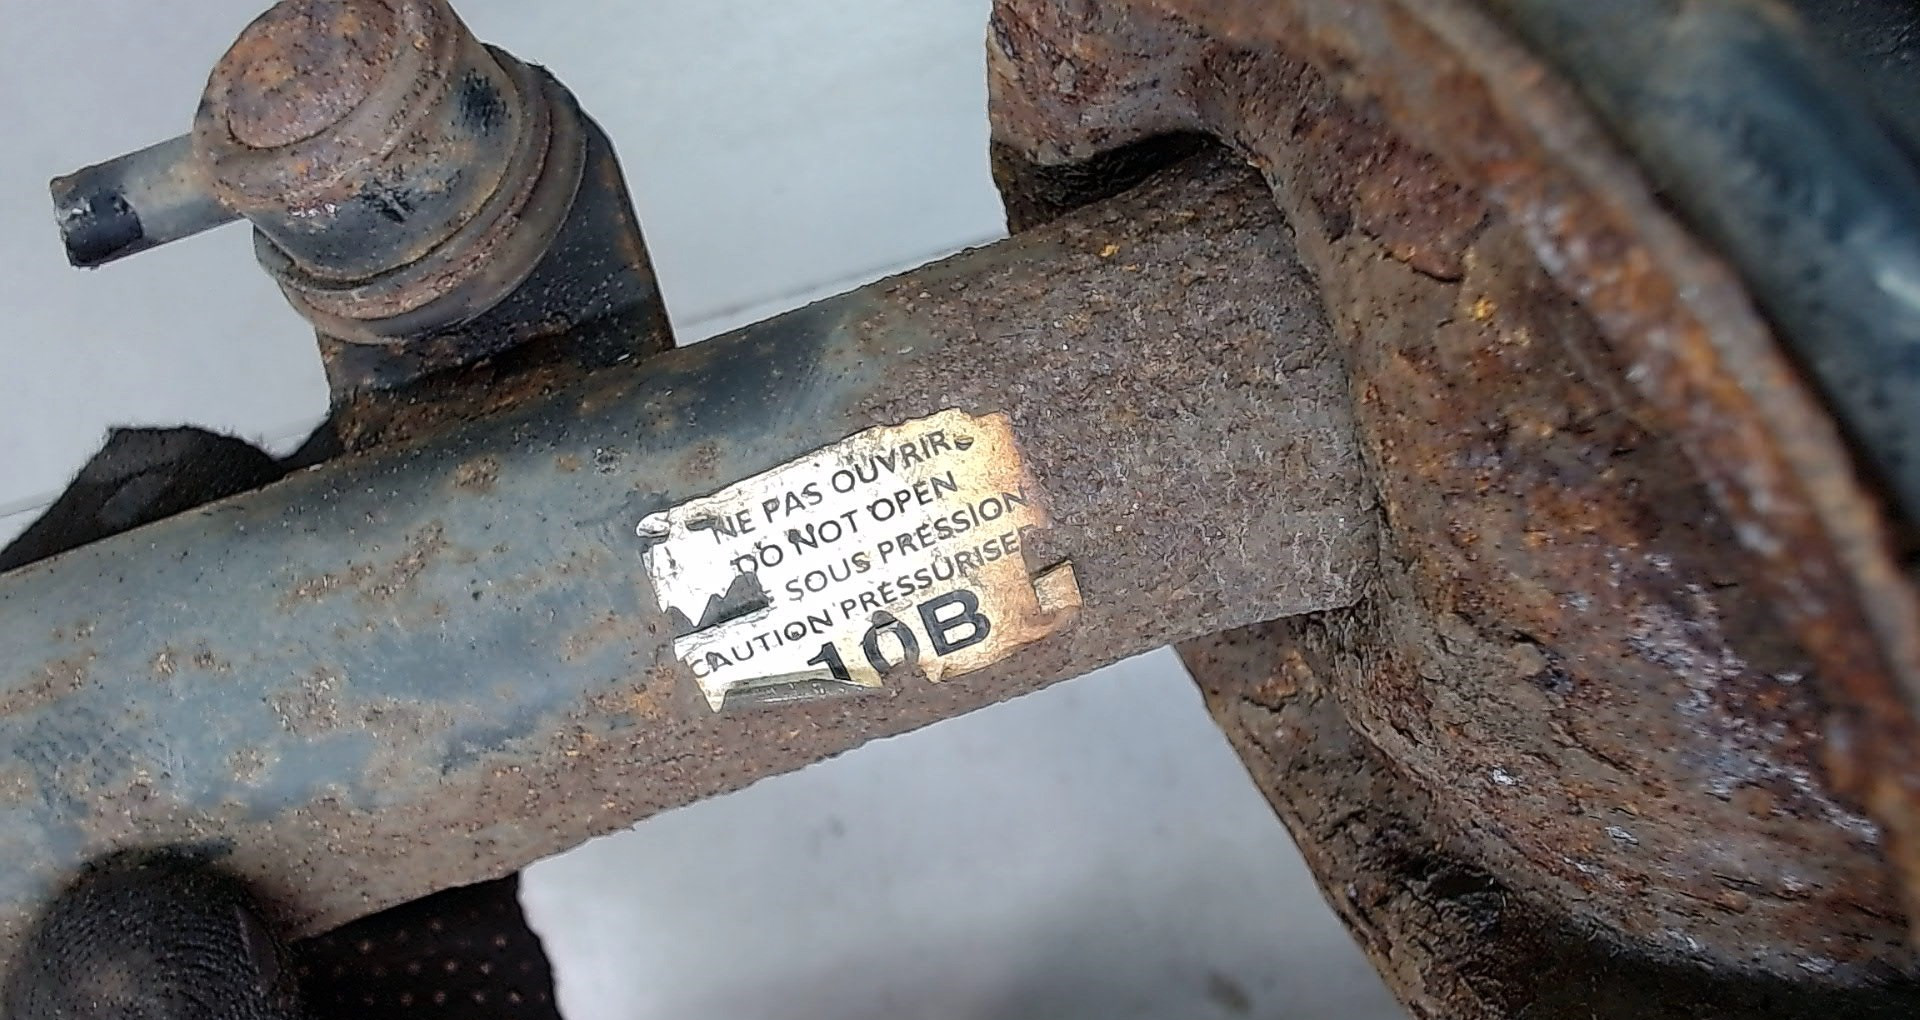 NE PAS OUVRIR
DO NOT OPEN
SOUS PRESSION
CAUTION PRESSURISE
10B